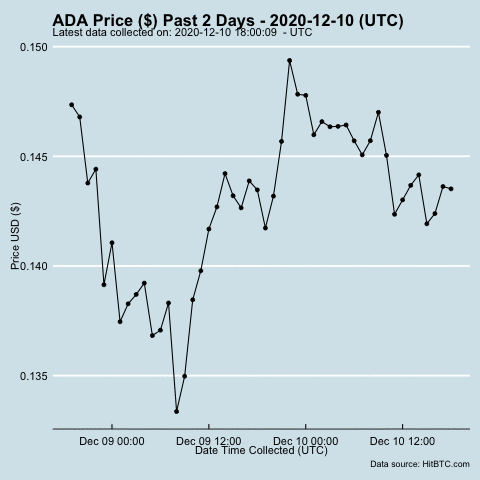 ADA Price ($) Past 2 Days - 2020-12-10 (UTC)
Latest data collected on: 2020-12-10 18:00:09  - UTC
0.150
0.145
0.140
0.135
Price USD ($)
Dec 09 00:00 Dec 09 12:00 Dec 10 00:00 Dec 10 12:00
Date Time Collected (UTC)
Data source: HitBTC.com